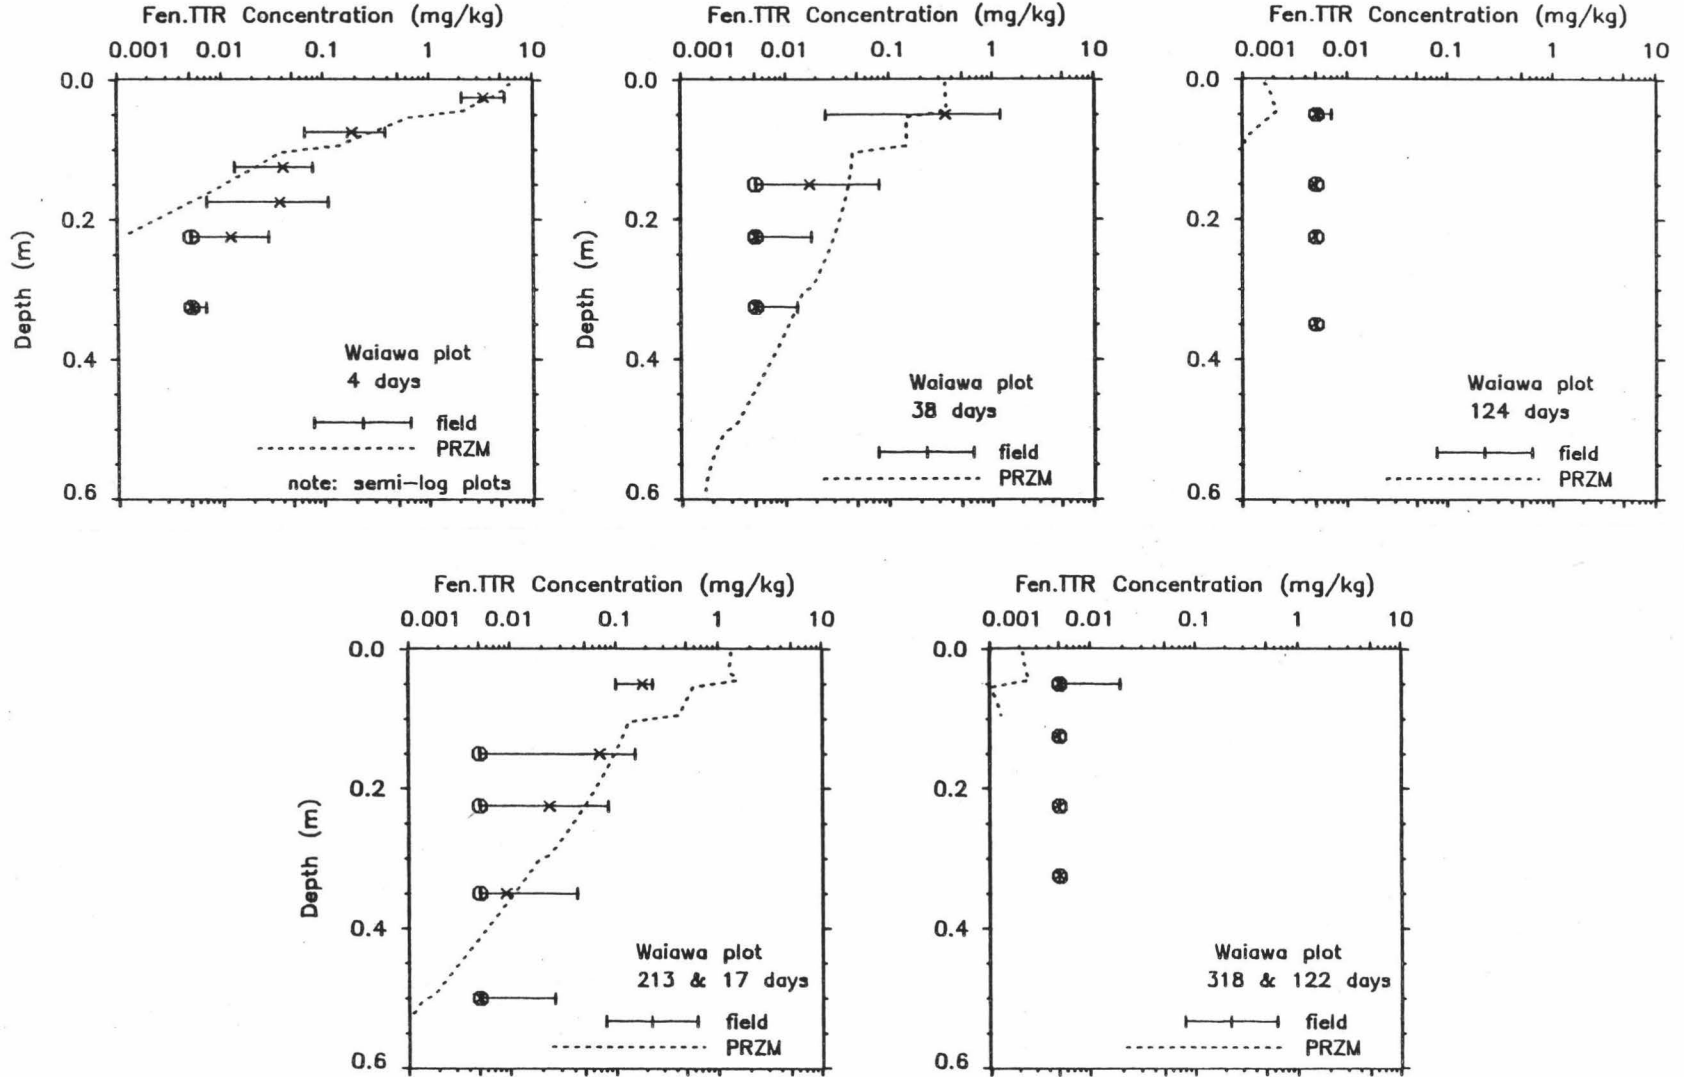 Fen.TTR Concentration (mg/kg)
0.001 0.01 0.1 1 10
0.0
0.2
0.4
0.6
Depth (m)
Waiawa plot
4 days
field
PRZM
note: semi-log plots
Fen.TTR Concentration (mg/kg)
0.001 0.01 0.1 1 10
0.0
0.2
0.4
0.6
Depth (m)
Waiawa plot
38 days
field
PRZM
Fen.TTR Concentration (mg/kg)
0.001 0.01 0.1 1 10
0.0
0.2
0.4
0.6
Waiawa plot
124 days
field
PRZM
Fen.TTR Concentration (mg/kg)
0.001 0.01 0.1 1 10
0.0
0.2
0.4
0.6
Depth (m)
Waiawa plot
213 & 17 days
field
PRZM
Fen.TTR Concentration (mg/kg)
0.001 0.01 0.1 1 10
0.0
0.2
0.4
0.6
Waiawa plot
318 & 122 days
field
PRZM